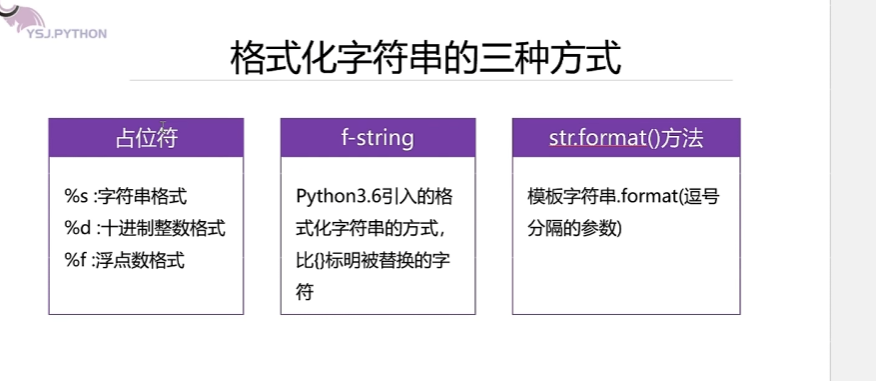 YSJ.PYTHON
格式化字符串的三种方式
占位符
%s :字符串格式
%d :十进制整数格式
%f :浮点数格式
f-string
Python3.6引入的格
式化字符串的方式，
比{}标明被替换的字
符
str.format()方法
模板字符串.format(逗号
分隔的参数)